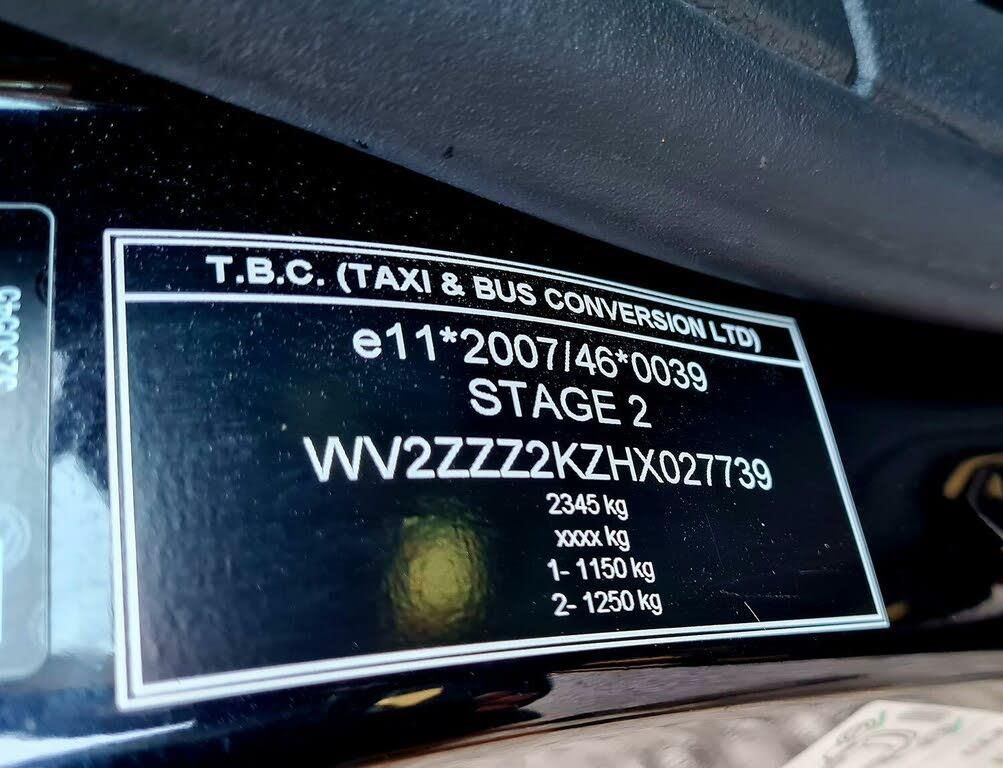 T.B.C. (TAXI & BUS CONVERSION LTD)
e11*2007/46*0039
STAGE 2
WV2ZZZ2KZHX027739
2345 kg
xxxx kg
1- 1150 kg
2- 1250 kg